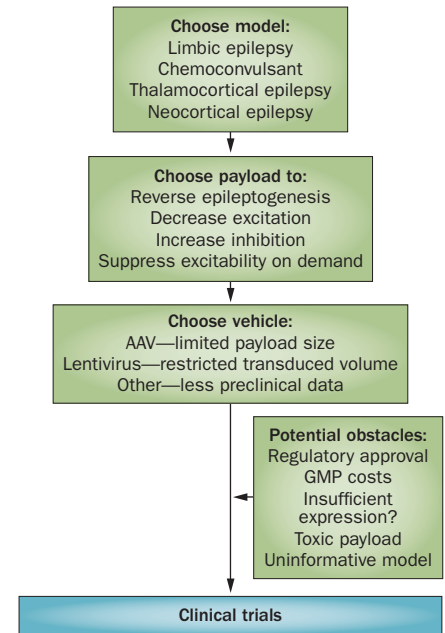 Choose model:
Limbic epilepsy
Chemoconvulsant
Thalamocortical epilepsy
Neocortical epilepsy
Choose payload to:
Reverse epileptogenesis
Decrease excitation
Increase inhibition
Suppress excitability on demand
Choose vehicle:
AAV—limited payload size
Lentivirus—restricted transduced volume
Other—less preclinical data
Potential obstacles:
Regulatory approval
GMP costs
Insufficient
expression?
Toxic payload
Uninformative model
Clinical trials